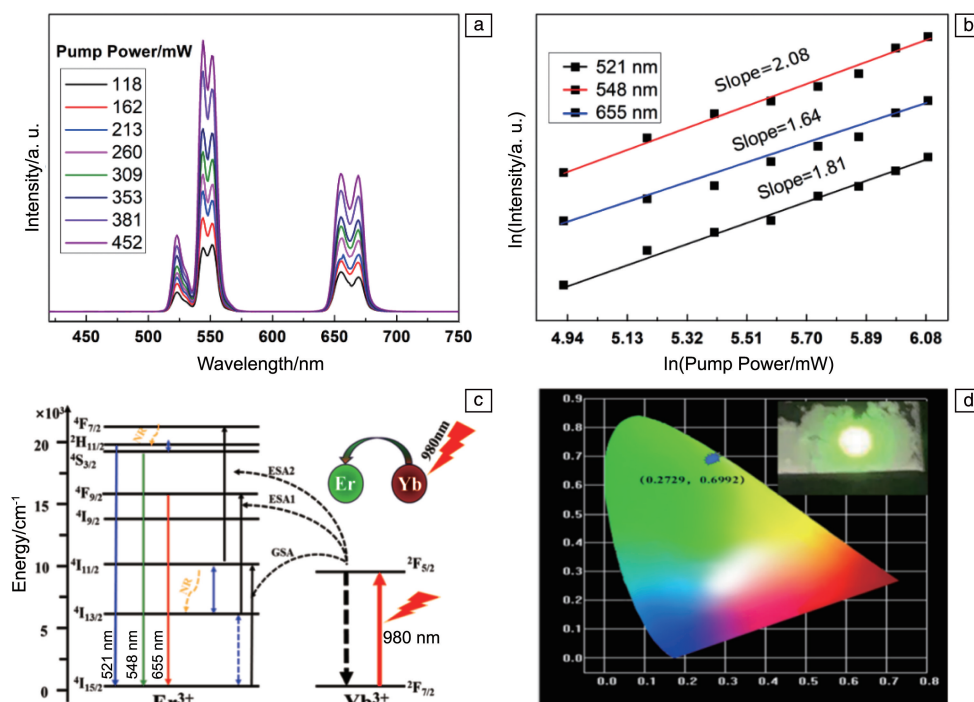 a
Pump Power/mW
118
162
213
260
309
353
381
452
Intensity/a. u.
450 500 550 600 650 700 750
Wavelength/nm
b
521 nm
548 nm
655 nm
Slope=2.08
Slope=1.64
Slope=1.81
ln(Intensity/a. u.)
4.94 5.13 5.32 5.51 5.70 5.89 6.08
ln(Pump Power/mW)
c
×10³
20
15
10
5
0
Energy/cm⁻¹
⁴F₇/₂
²H₁₁/₂
⁴S₃/₂
⁴F₉/₂
⁴I₉/₂
⁴I₁₁/₂
⁴I₁₃/₂
⁴I₁₅/₂
NR
NR
521 nm
548 nm
655 nm
ESA2
ESA1
GSA
980nm
Er
Yb
²F₅/₂
980 nm
²F₇/₂
Er³⁺
Yb³⁺
d
0.9
0.8
0.7
0.6
0.5
0.4
0.3
0.2
0.1
0.0
(0.2729, 0.6992)
0.0 0.1 0.2 0.3 0.4 0.5 0.6 0.7 0.8